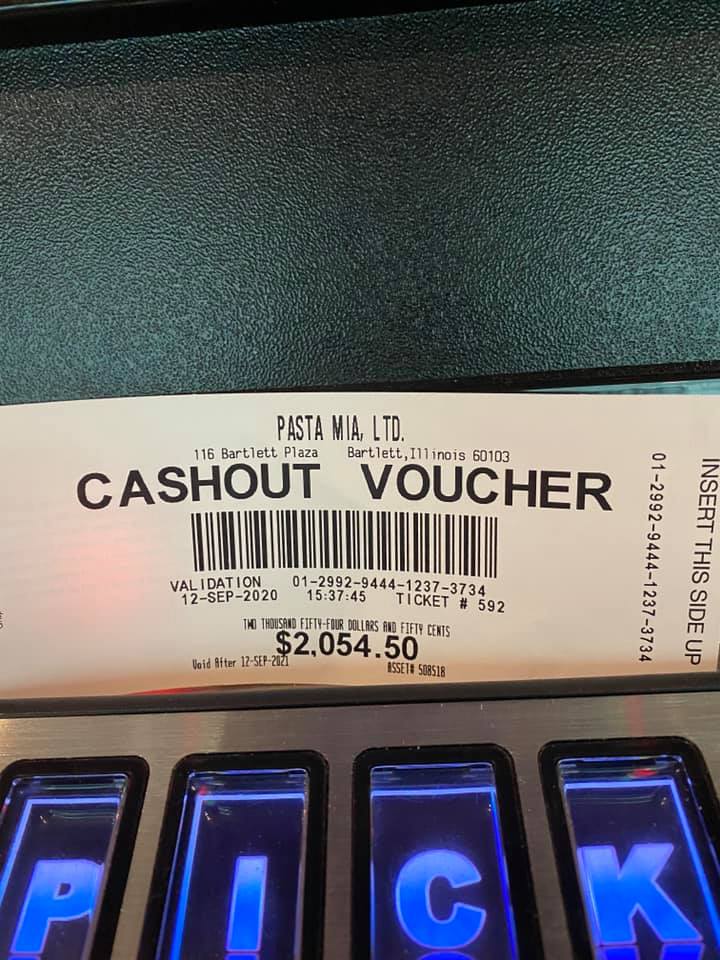 PASTA MIA, LTD.
116 Bartlett Plaza Bartlett,Illinois 60103
CASHOUT VOUCHER
VALIDATION 01-2992-9444-1237-3734
12-SEP-2020 15:37:45 TICKET # 592
TWO THOUSAND FIFTY-FOUR DOLLARS AND FIFTY CENTS
$2,054.50
Void After 12-SEP-2021 ASSET# 508518
01-2992-9444-1237-3734
INSERT THIS SIDE UP
P I C K